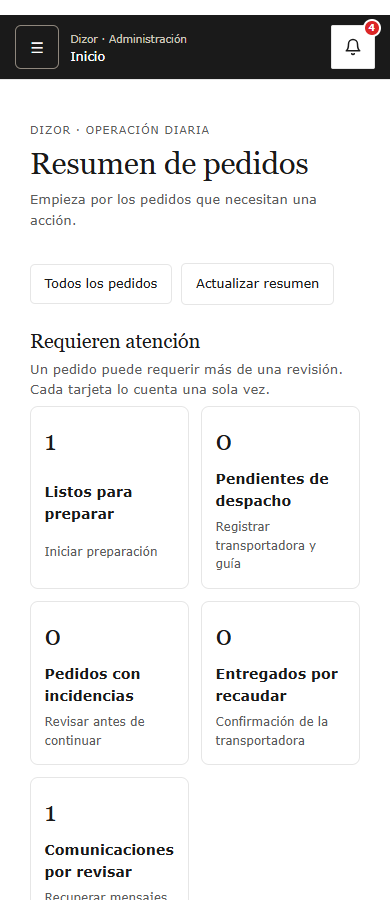 ☰
Dizor · Administración
Inicio
4
DIZOR · OPERACIÓN DIARIA
Resumen de pedidos
Empieza por los pedidos que necesitan una
acción.
Todos los pedidos
Actualizar resumen
Requieren atención
Un pedido puede requerir más de una revisión.
Cada tarjeta lo cuenta una sola vez.
1
Listos para
preparar
Iniciar preparación
0
Pendientes de
despacho
Registrar
transportadora y
guía
0
Pedidos con
incidencias
Revisar antes de
continuar
0
Entregados por
recaudar
Confirmación de la
transportadora
1
Comunicaciones
por revisar
Recuperar mensajes